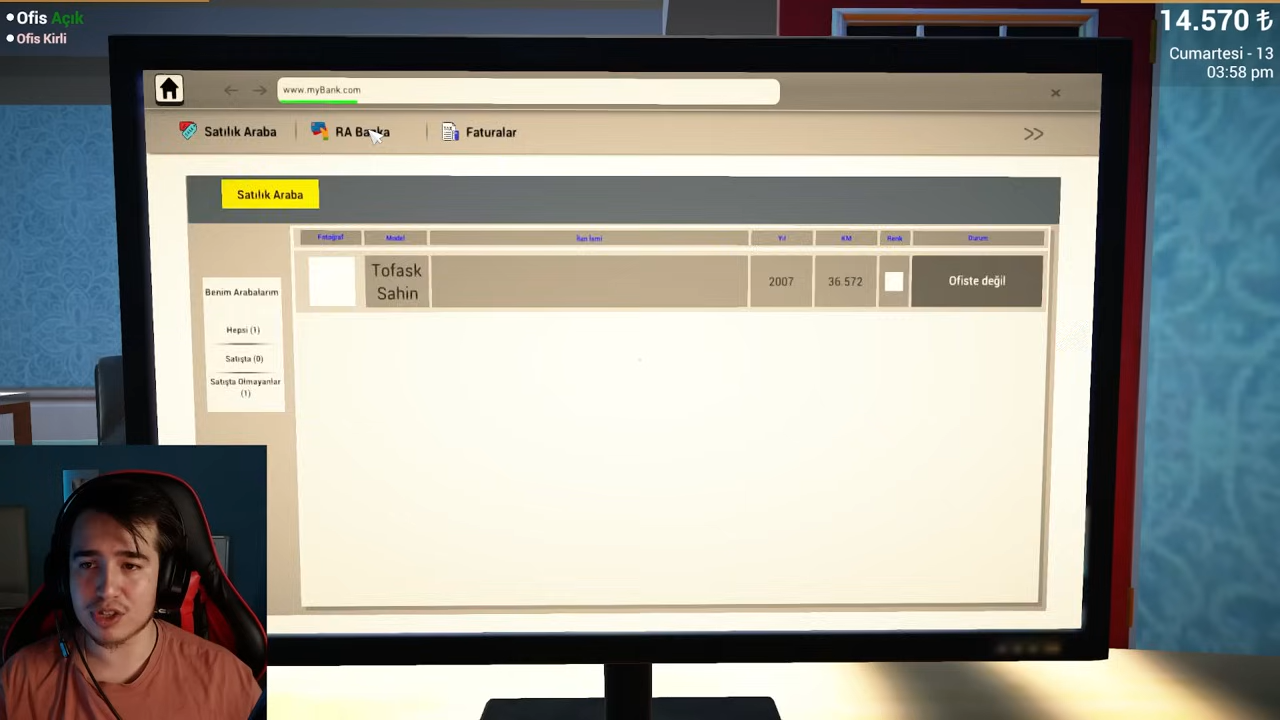 Ofis Açık
Ofis Kirli
14.570 ₺
Cumartesi - 13
03:58 pm
www.myBank.com
Satılık Araba
RA Banka
Faturalar
>>
Satılık Araba
Fotoğraf Model İlan İsmi Yıl KM Renk Durum
Tofask
Sahin
2007 36.572 Ofiste değil
Benim Arabalarım
Hepsi (1)
Satışta (0)
Satışta Olmayanlar
(1)